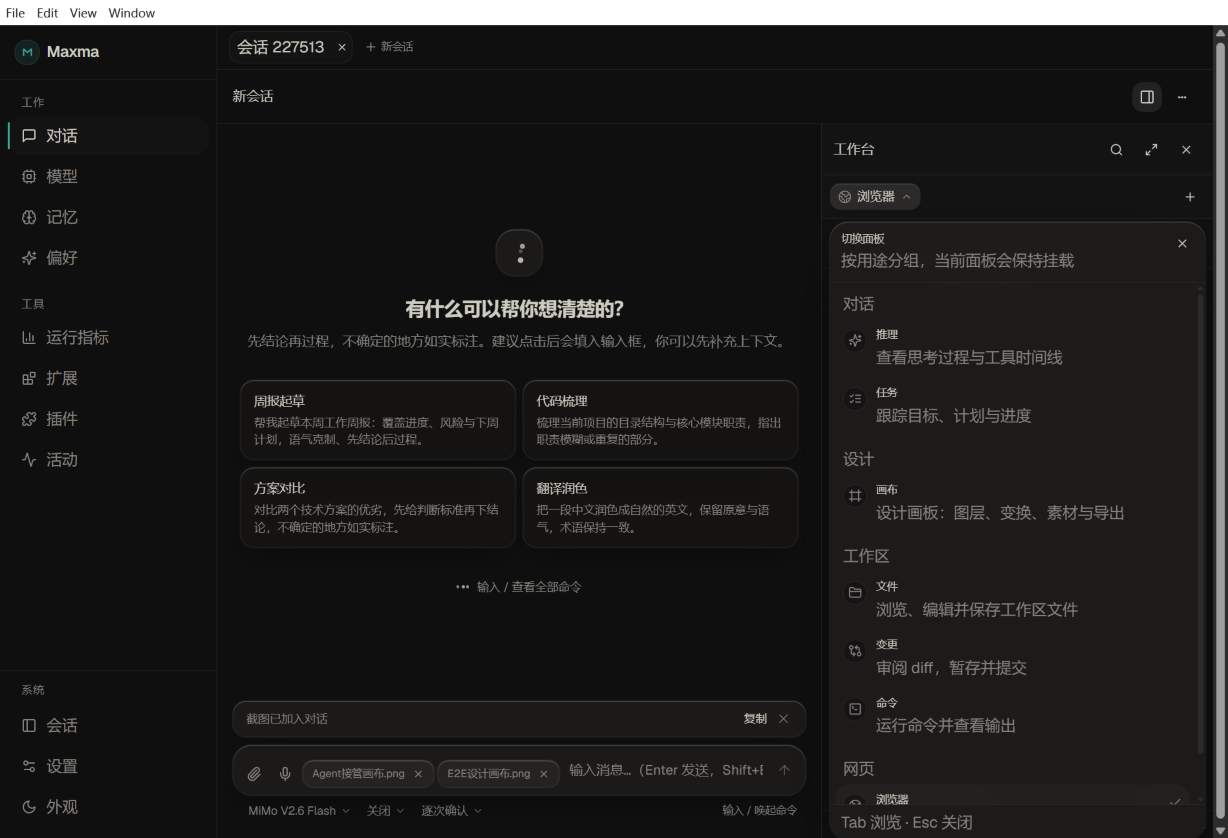 File Edit View Window
M Maxma
工作
对话
模型
记忆
偏好
工具
运行指标
扩展
插件
活动
系统
会话
设置
外观
会话 227513 × + 新会话
新会话
有什么可以帮你想清楚的？
先结论再过程，不确定的地方如实标注。建议点击后会填入输入框，你可以先补充上下文。
周报起草
帮我起草本周工作周报：覆盖进度、风险与下周
计划，语气克制、先结论后过程。
代码梳理
梳理当前项目的目录结构与核心模块职责，指出
职责模糊或重复的部分。
方案对比
对比两个技术方案的优劣，先给判断标准再下结
论，不确定的地方如实标注。
翻译润色
把一段中文润色成自然的英文，保留原意与语
气，术语保持一致。
输入 / 查看全部命令
截图已加入对话 复制
Agent接管画布.png E2E设计画布.png 输入消息...（Enter 发送，Shift+E
MiMo V2.6 Flash 关闭 逐次确认 输入 / 唤起命令
工作台
浏览器
切换面板
按用途分组，当前面板会保持挂载
对话
推理
查看思考过程与工具时间线
任务
跟踪目标、计划与进度
设计
画布
设计画板：图层、变换、素材与导出
工作区
文件
浏览、编辑并保存工作区文件
变更
审阅 diff，暂存并提交
命令
运行命令并查看输出
网页
浏览器
Tab 浏览 · Esc 关闭